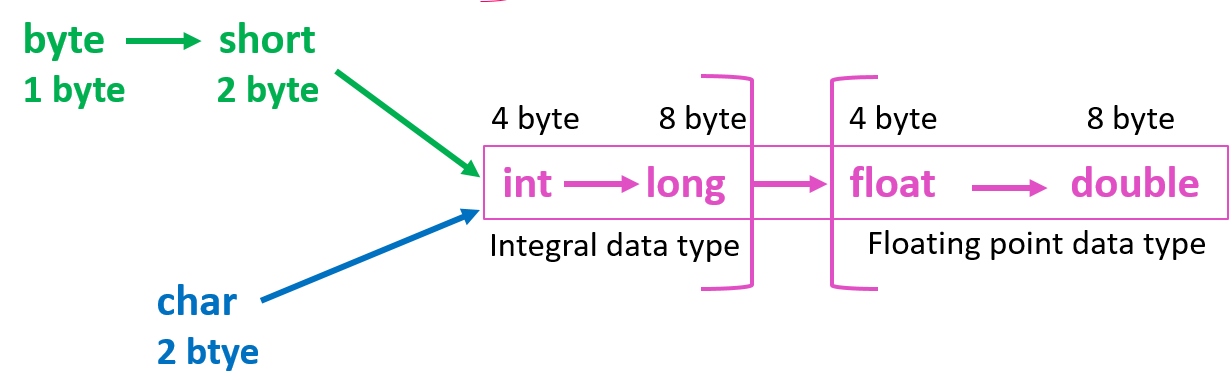 byte short
1 byte 2 byte
4 byte 8 byte 4 byte 8 byte
int long float double
Integral data type Floating point data type
char
2 btye